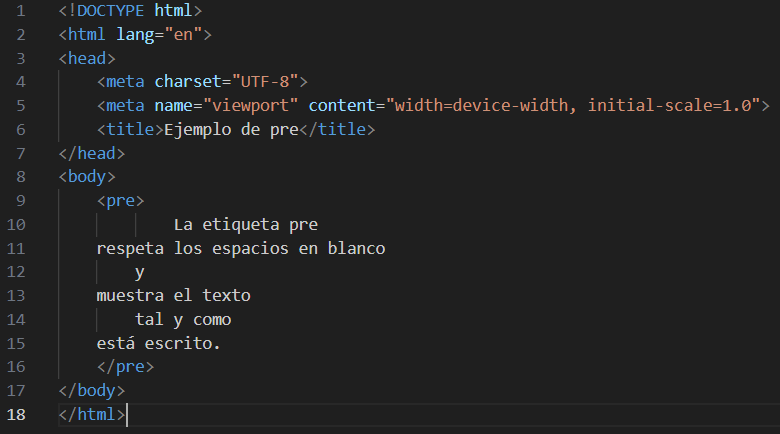 1 <!DOCTYPE html>
2 <html lang="en">
3 <head>
4     <meta charset="UTF-8">
5     <meta name="viewport" content="width=device-width, initial-scale=1.0">
6     <title>Ejemplo de pre</title>
7 </head>
8 <body>
9     <pre>
10             La etiqueta pre
11     respeta los espacios en blanco
12         y
13     muestra el texto
14         tal y como
15     está escrito.
16     </pre>
17 </body>
18 </html>